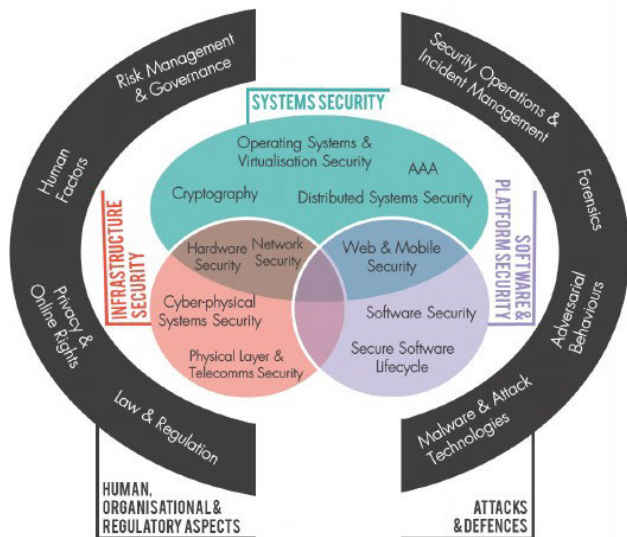 Risk Management
& Governance
Human
Factors
Privacy &
Online Rights
Law & Regulation
HUMAN,
ORGANISATIONAL &
REGULATORY ASPECTS
SYSTEMS SECURITY
Operating Systems &
Virtualisation Security
AAA
Cryptography
Distributed Systems Security
INFRASTRUCTURE
SECURITY
Hardware
Security
Network
Security
Web & Mobile
Security
Cyber-physical
Systems Security
Physical Layer &
Telecomms Security
Software Security
Secure Software
Lifecycle
SOFTWARE &
PLATFORM SECURITY
Security Operations &
Incident Management
Forensics
Adversarial
Behaviours
Malware & Attack
Technologies
ATTACKS
& DEFENCES